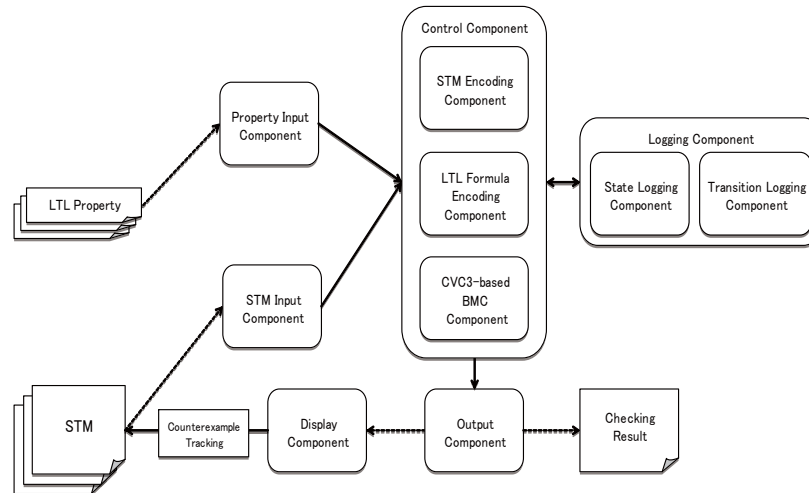 Control Component
STM Encoding
Component
Property Input
Component
Logging Component
LTL Property
LTL Formula
Encoding
Component
State Logging
Component
Transition Logging
Component
STM Input
Component
CVC3-based
BMC
Component
STM
Counterexample
Tracking
Display
Component
Output
Component
Checking
Result